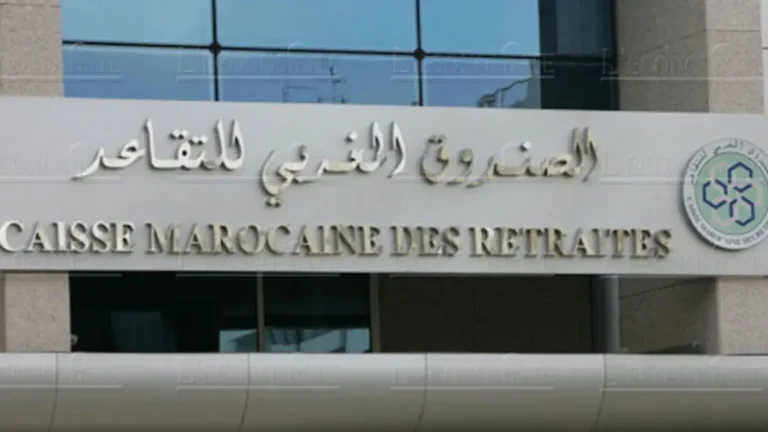 الصندوق المغربي للتقاعد
CAISSE MAROCAINE DES RETRAITES